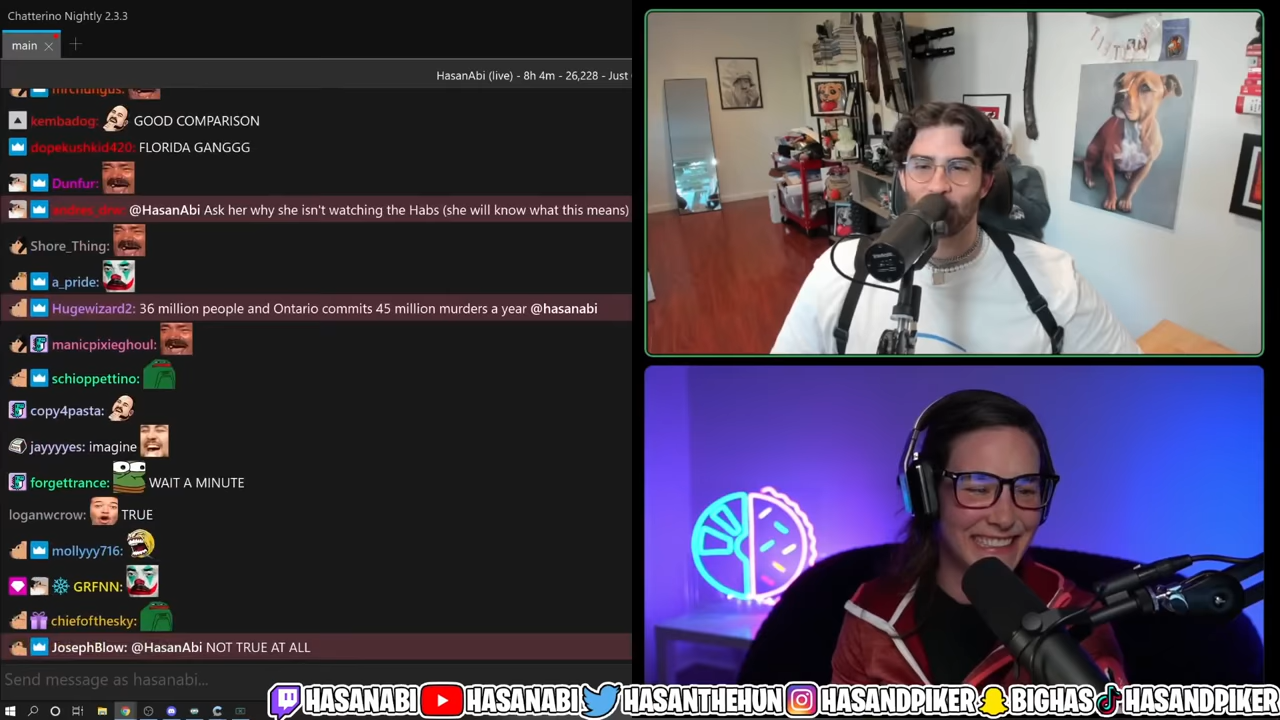 Chatterino Nightly 2.3.3
main
HasanAbi (live) - 8h 4m - 26,228 - Just
mrchungus:
kembadog: GOOD COMPARISON
dopekushkid420: FLORIDA GANGGG
Dunfur:
andres_drw: @HasanAbi Ask her why she isn't watching the Habs (she will know what this means)
Shore_Thing:
a_pride:
Hugewizard2: 36 million people and Ontario commits 45 million murders a year @hasanabi
manicpixieghoul:
schioppettino:
copy4pasta:
jayyyyes: imagine
forgettrance: WAIT A MINUTE
loganwcrow: TRUE
mollyyy716:
GRFNN:
chiefofthesky:
JosephBlow: @HasanAbi NOT TRUE AT ALL
Send message as hasanabi...
HASANABI HASANABI HASANTHEHUN HASANDPIKER BIGHAS HASANDPIKER